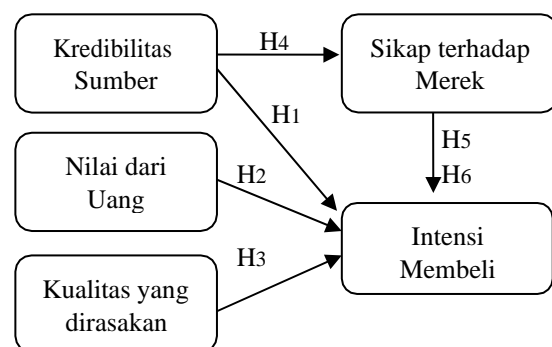 Kredibilitas
Sumber
H4
Sikap terhadap
Merek
H1
H5
H6
Nilai dari
Uang
H2
Intensi
Membeli
H3
Kualitas yang
dirasakan